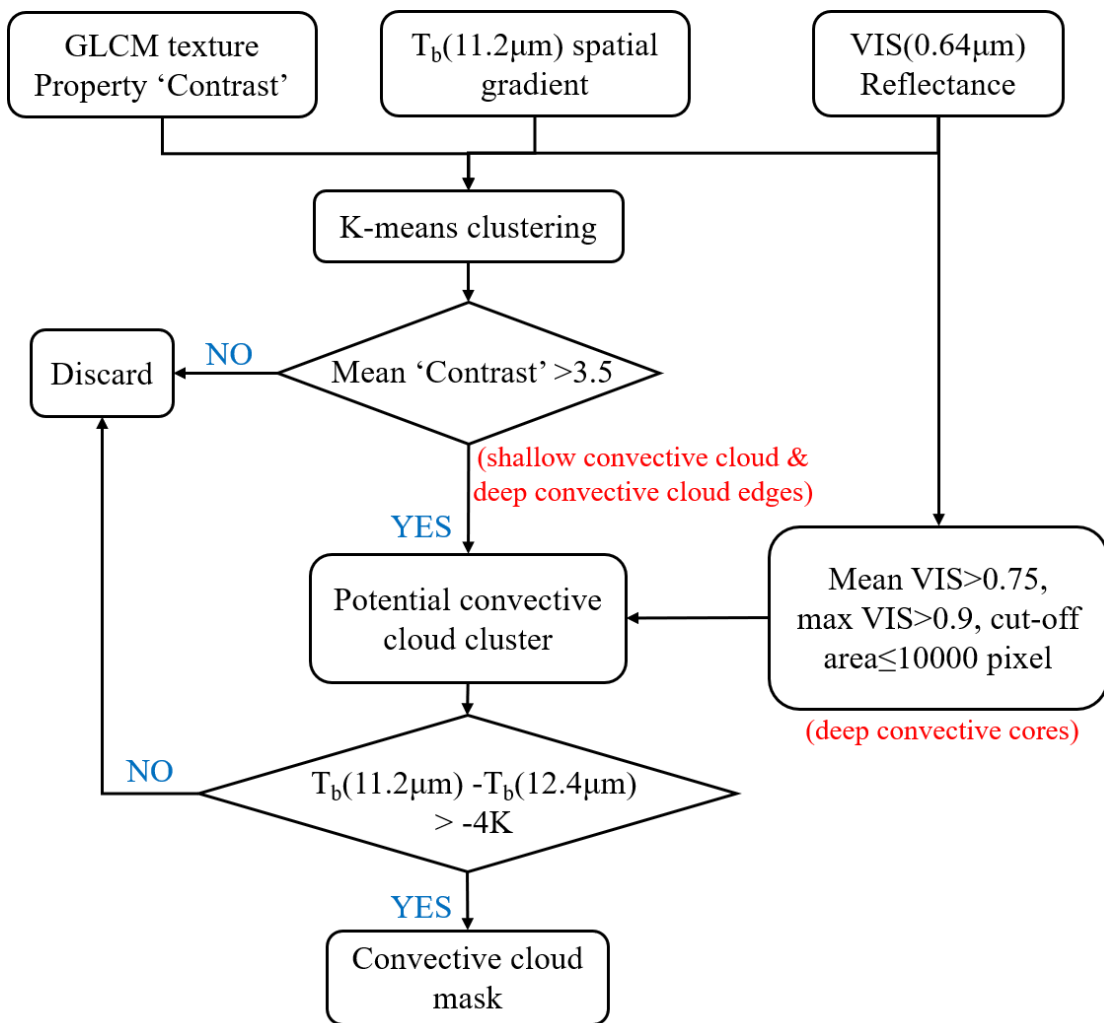 GLCM texture
Property ‘Contrast’
T_b(11.2μm) spatial
gradient
VIS(0.64μm)
Reflectance
K-means clustering
Mean ‘Contrast’ >3.5
NO
Discard
(shallow convective cloud &
deep convective cloud edges)
YES
Potential convective
cloud cluster
Mean VIS>0.75,
max VIS>0.9, cut-off
area≤10000 pixel
(deep convective cores)
T_b(11.2μm) -T_b(12.4μm)
> -4K
NO
YES
Convective cloud
mask